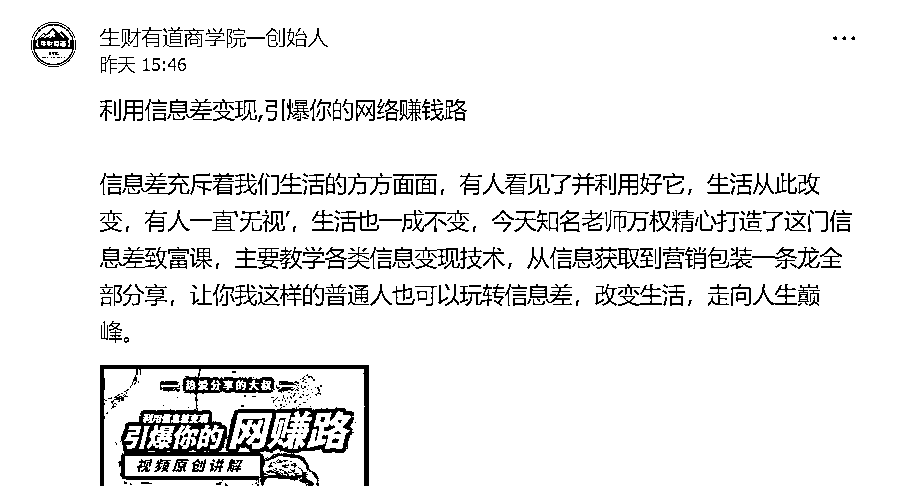 生财有道商学院一创始人
昨天 15:46
利用信息差变现,引爆你的网络赚钱路
信息差充斥着我们生活的方方面面，有人看见了并利用好它，生活从此改
变，有人一直‘无视’，生活也一成不变，今天知名老师万权精心打造了这门信
息差致富课，主要教学各类信息变现技术，从信息获取到营销包装一条龙全
部分享，让你我这样的普通人也可以玩转信息差，改变生活，走向人生巅
峰。
热爱分享的大叔
引爆你的网赚路
视频原创讲解